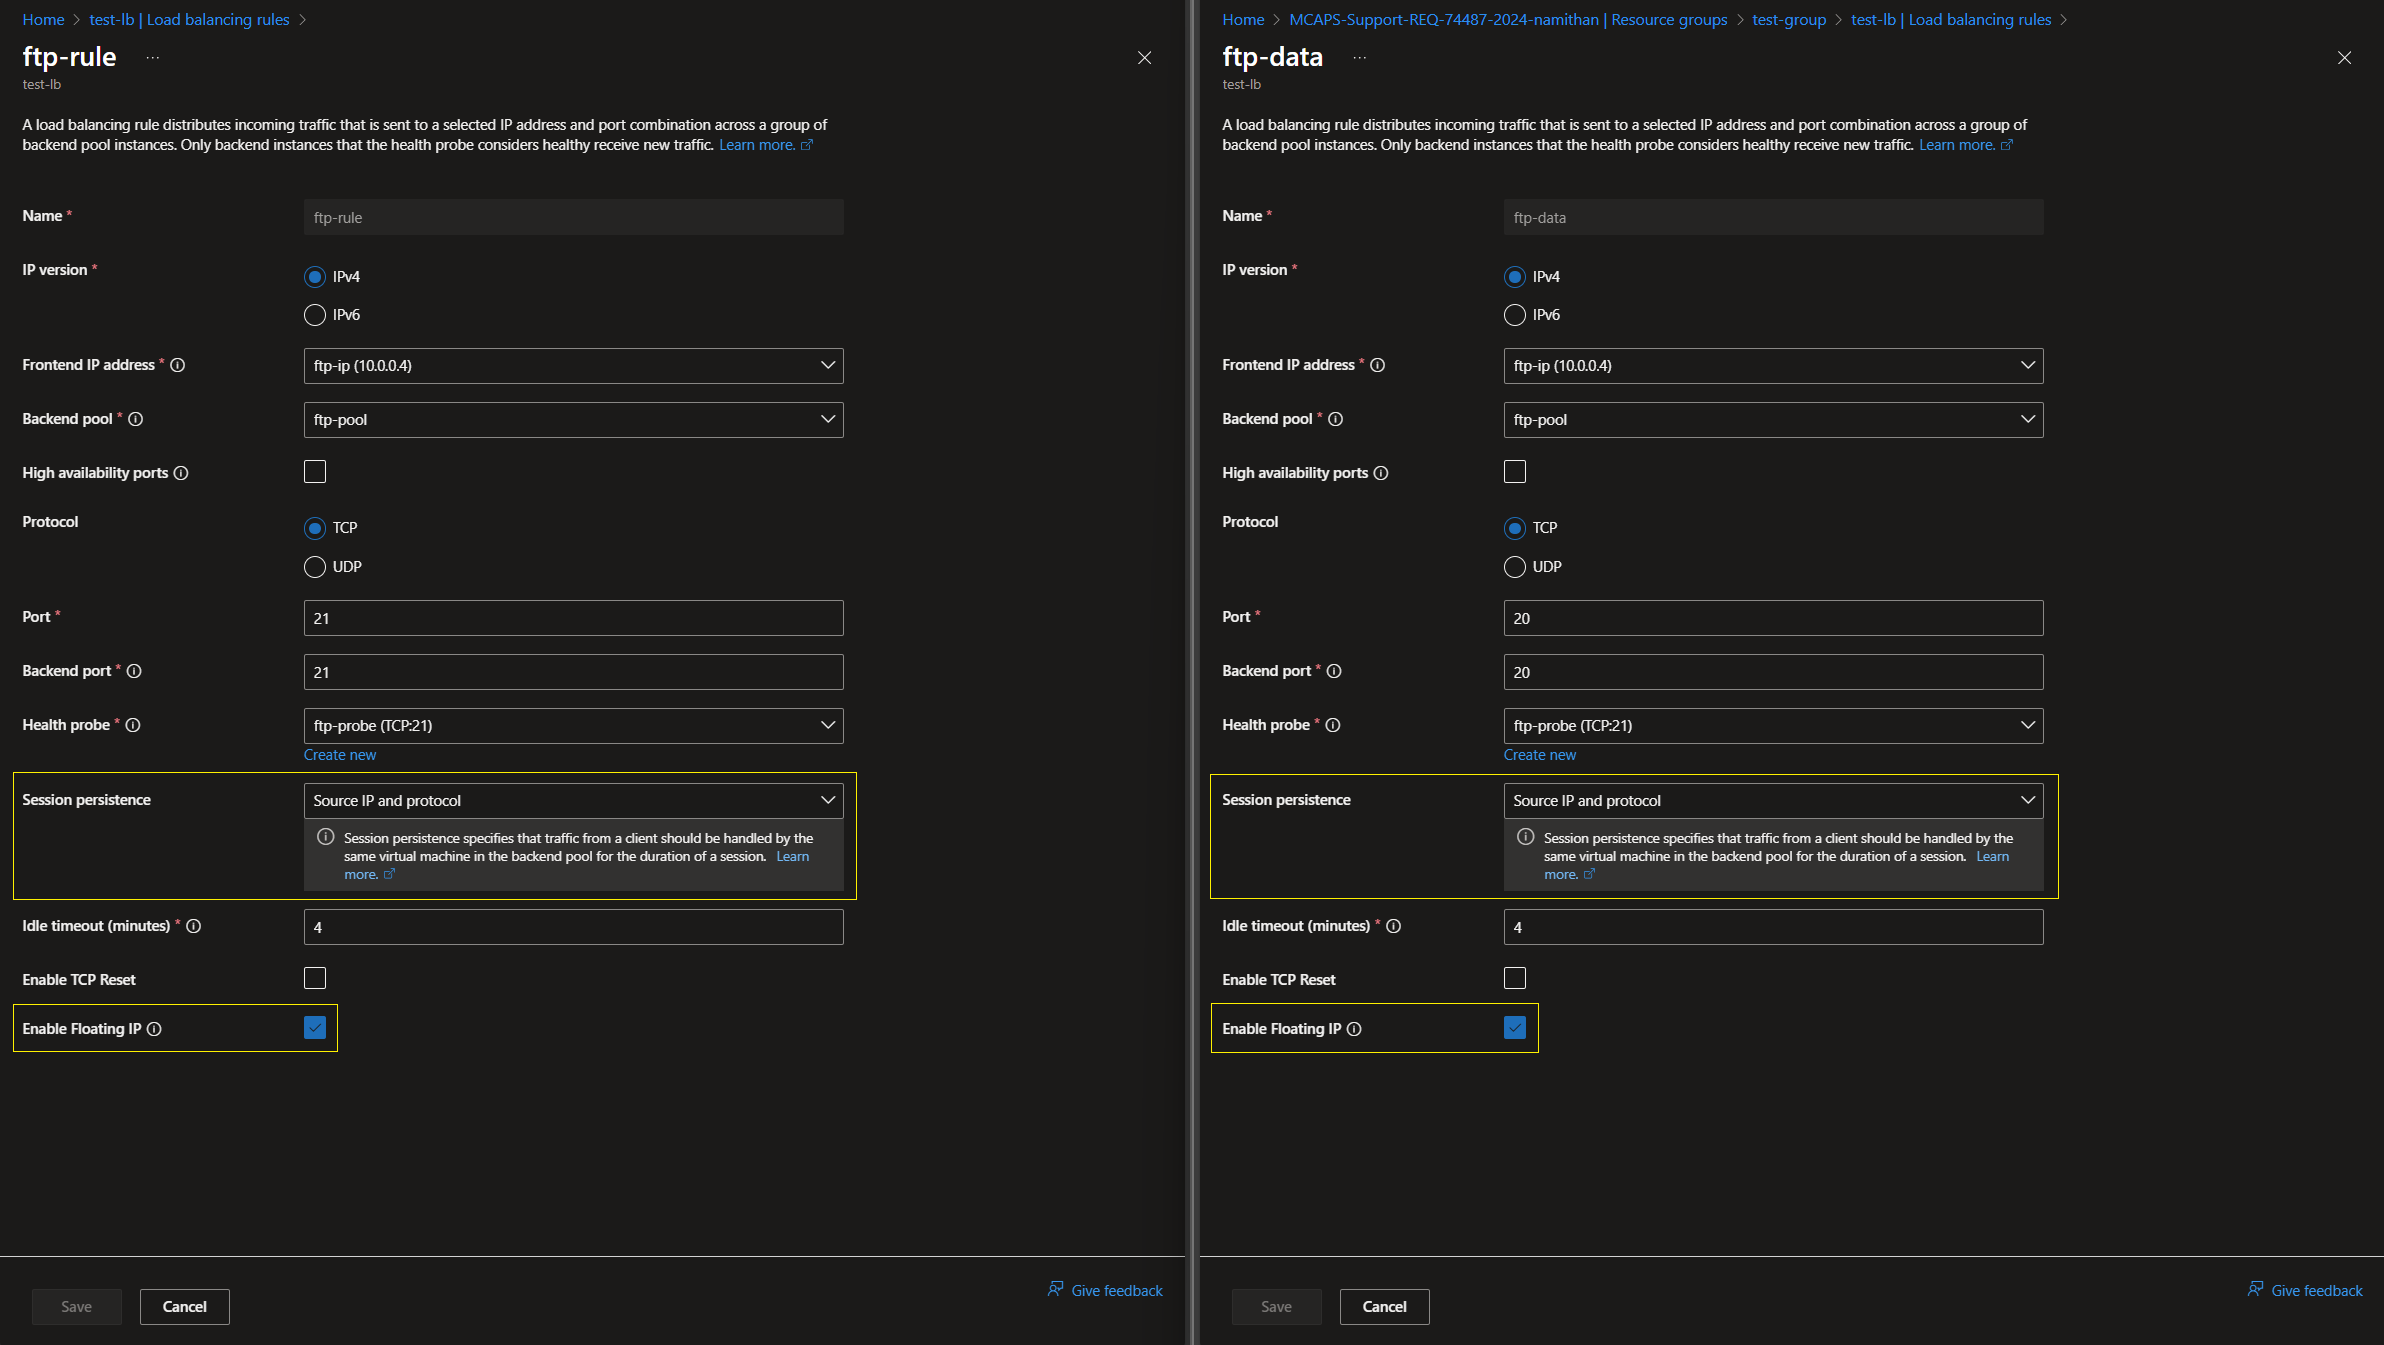 Home > test-lb | Load balancing rules >
ftp-rule ...
test-lb
A load balancing rule distributes incoming traffic that is sent to a selected IP address and port combination across a group of
backend pool instances. Only backend instances that the health probe considers healthy receive new traffic. Learn more.
Name *
ftp-rule
IP version *
IPv4
IPv6
Frontend IP address *
ftp-ip (10.0.0.4)
Backend pool *
ftp-pool
High availability ports
Protocol
TCP
UDP
Port *
21
Backend port *
21
Health probe *
ftp-probe (TCP:21)
Create new
Session persistence
Source IP and protocol
Session persistence specifies that traffic from a client should be handled by the
same virtual machine in the backend pool for the duration of a session. Learn
more.
Idle timeout (minutes) *
4
Enable TCP Reset
Enable Floating IP
Save
Cancel
Give feedback
Home > MCAPS-Support-REQ-74487-2024-namithan | Resource groups > test-group > test-lb | Load balancing rules >
ftp-data ...
test-lb
A load balancing rule distributes incoming traffic that is sent to a selected IP address and port combination across a group of
backend pool instances. Only backend instances that the health probe considers healthy receive new traffic. Learn more.
Name *
ftp-data
IP version *
IPv4
IPv6
Frontend IP address *
ftp-ip (10.0.0.4)
Backend pool *
ftp-pool
High availability ports
Protocol
TCP
UDP
Port *
20
Backend port *
20
Health probe *
ftp-probe (TCP:21)
Create new
Session persistence
Source IP and protocol
Session persistence specifies that traffic from a client should be handled by the
same virtual machine in the backend pool for the duration of a session. Learn
more.
Idle timeout (minutes) *
4
Enable TCP Reset
Enable Floating IP
Save
Cancel
Give feedback